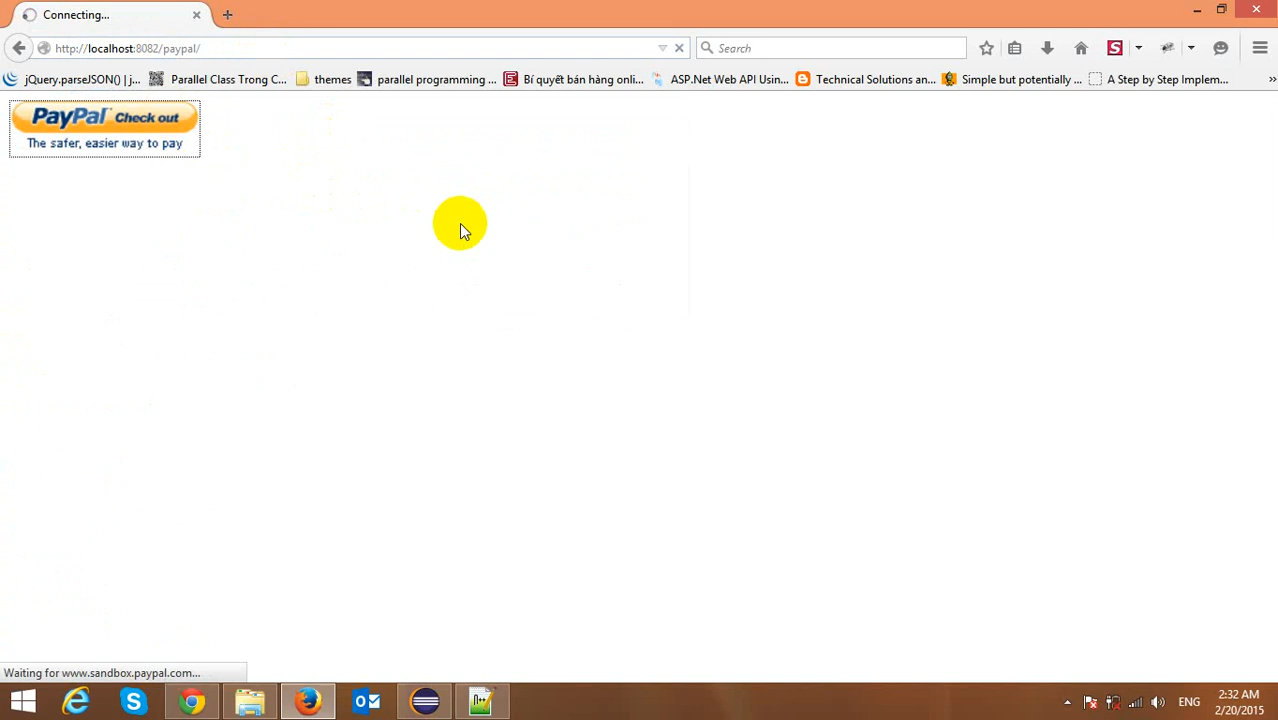 Connecting...
http://localhost:8082/paypal/
Search
jQuery.parseJSON() | j...
Parallel Class Trong C...
themes
parallel programming ...
Bí quyết bán hàng onli...
ASP.Net Web API Usin...
Technical Solutions an...
Simple but potentially ...
A Step by Step Implem...
PayPal Check out
The safer, easier way to pay
Waiting for www.sandbox.paypal.com...
ENG
2:32 AM
2/20/2015